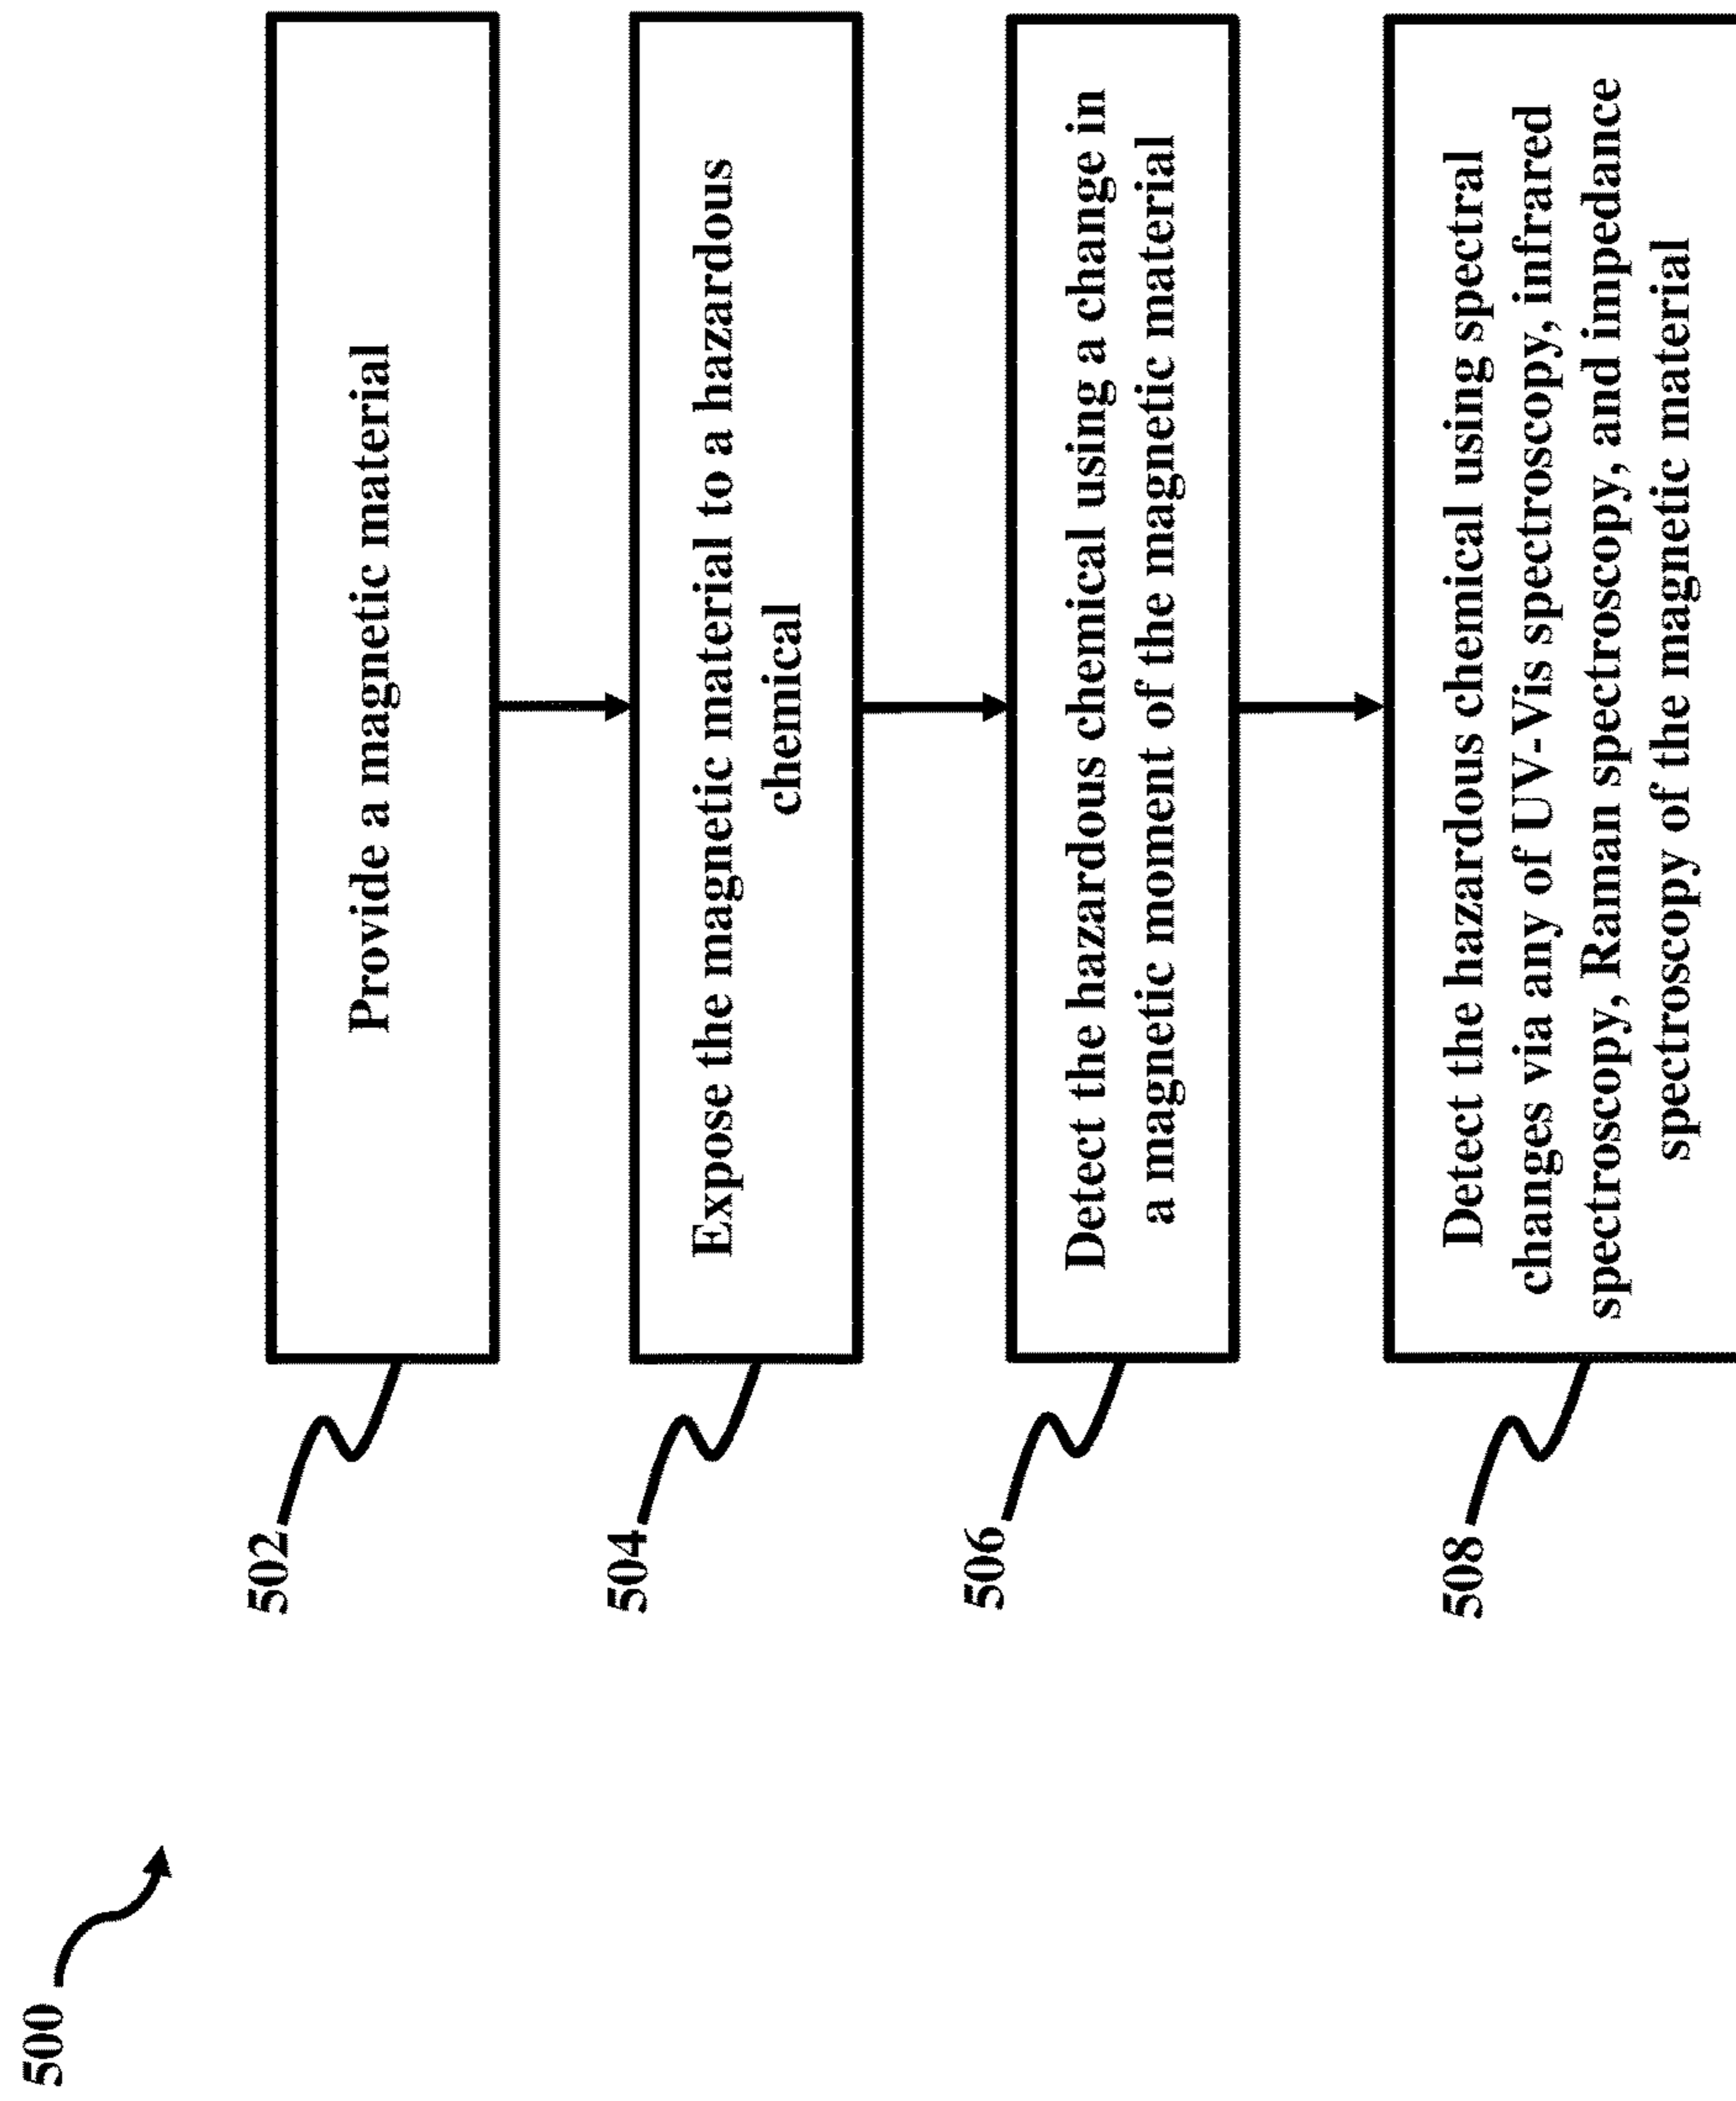 500
502
Provide a magnetic material
504
Expose the magnetic material to a hazardous
chemical
506
Detect the hazardous chemical using a change in
a magnetic moment of the magnetic material
508
Detect the hazardous chemical using spectral
changes via any of UV-Vis spectroscopy, infrared
spectroscopy, Raman spectroscopy, and impedance
spectroscopy of the magnetic material